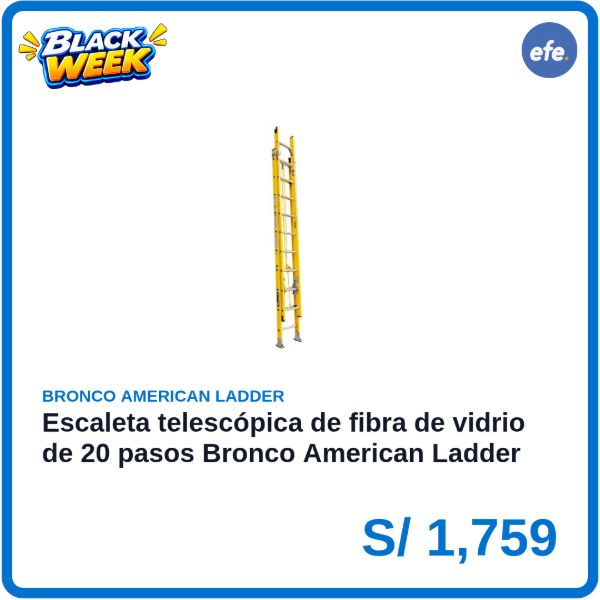 BLACK
WEEK
efe.
BRONCO AMERICAN LADDER
Escaleta telescópica de fibra de vidrio
de 20 pasos Bronco American Ladder
S/ 1,759